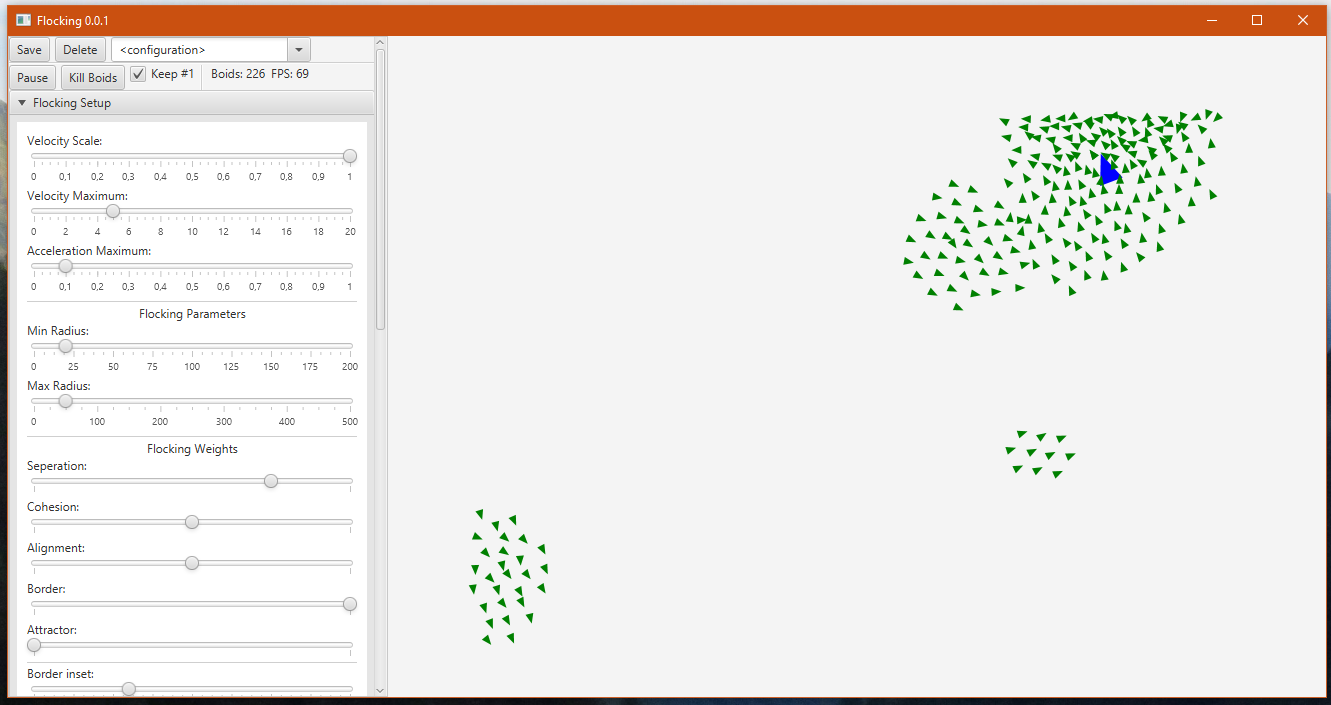 Flocking 0.0.1
Save Delete <configuration>
Pause Kill Boids Keep #1 Boids: 226 FPS: 69
Flocking Setup
Velocity Scale:
0 0,1 0,2 0,3 0,4 0,5 0,6 0,7 0,8 0,9 1
Velocity Maximum:
0 2 4 6 8 10 12 14 16 18 20
Acceleration Maximum:
0 0,1 0,2 0,3 0,4 0,5 0,6 0,7 0,8 0,9 1
Flocking Parameters
Min Radius:
0 25 50 75 100 125 150 175 200
Max Radius:
0 100 200 300 400 500
Flocking Weights
Seperation:
Cohesion:
Alignment:
Border:
Attractor:
Border inset: